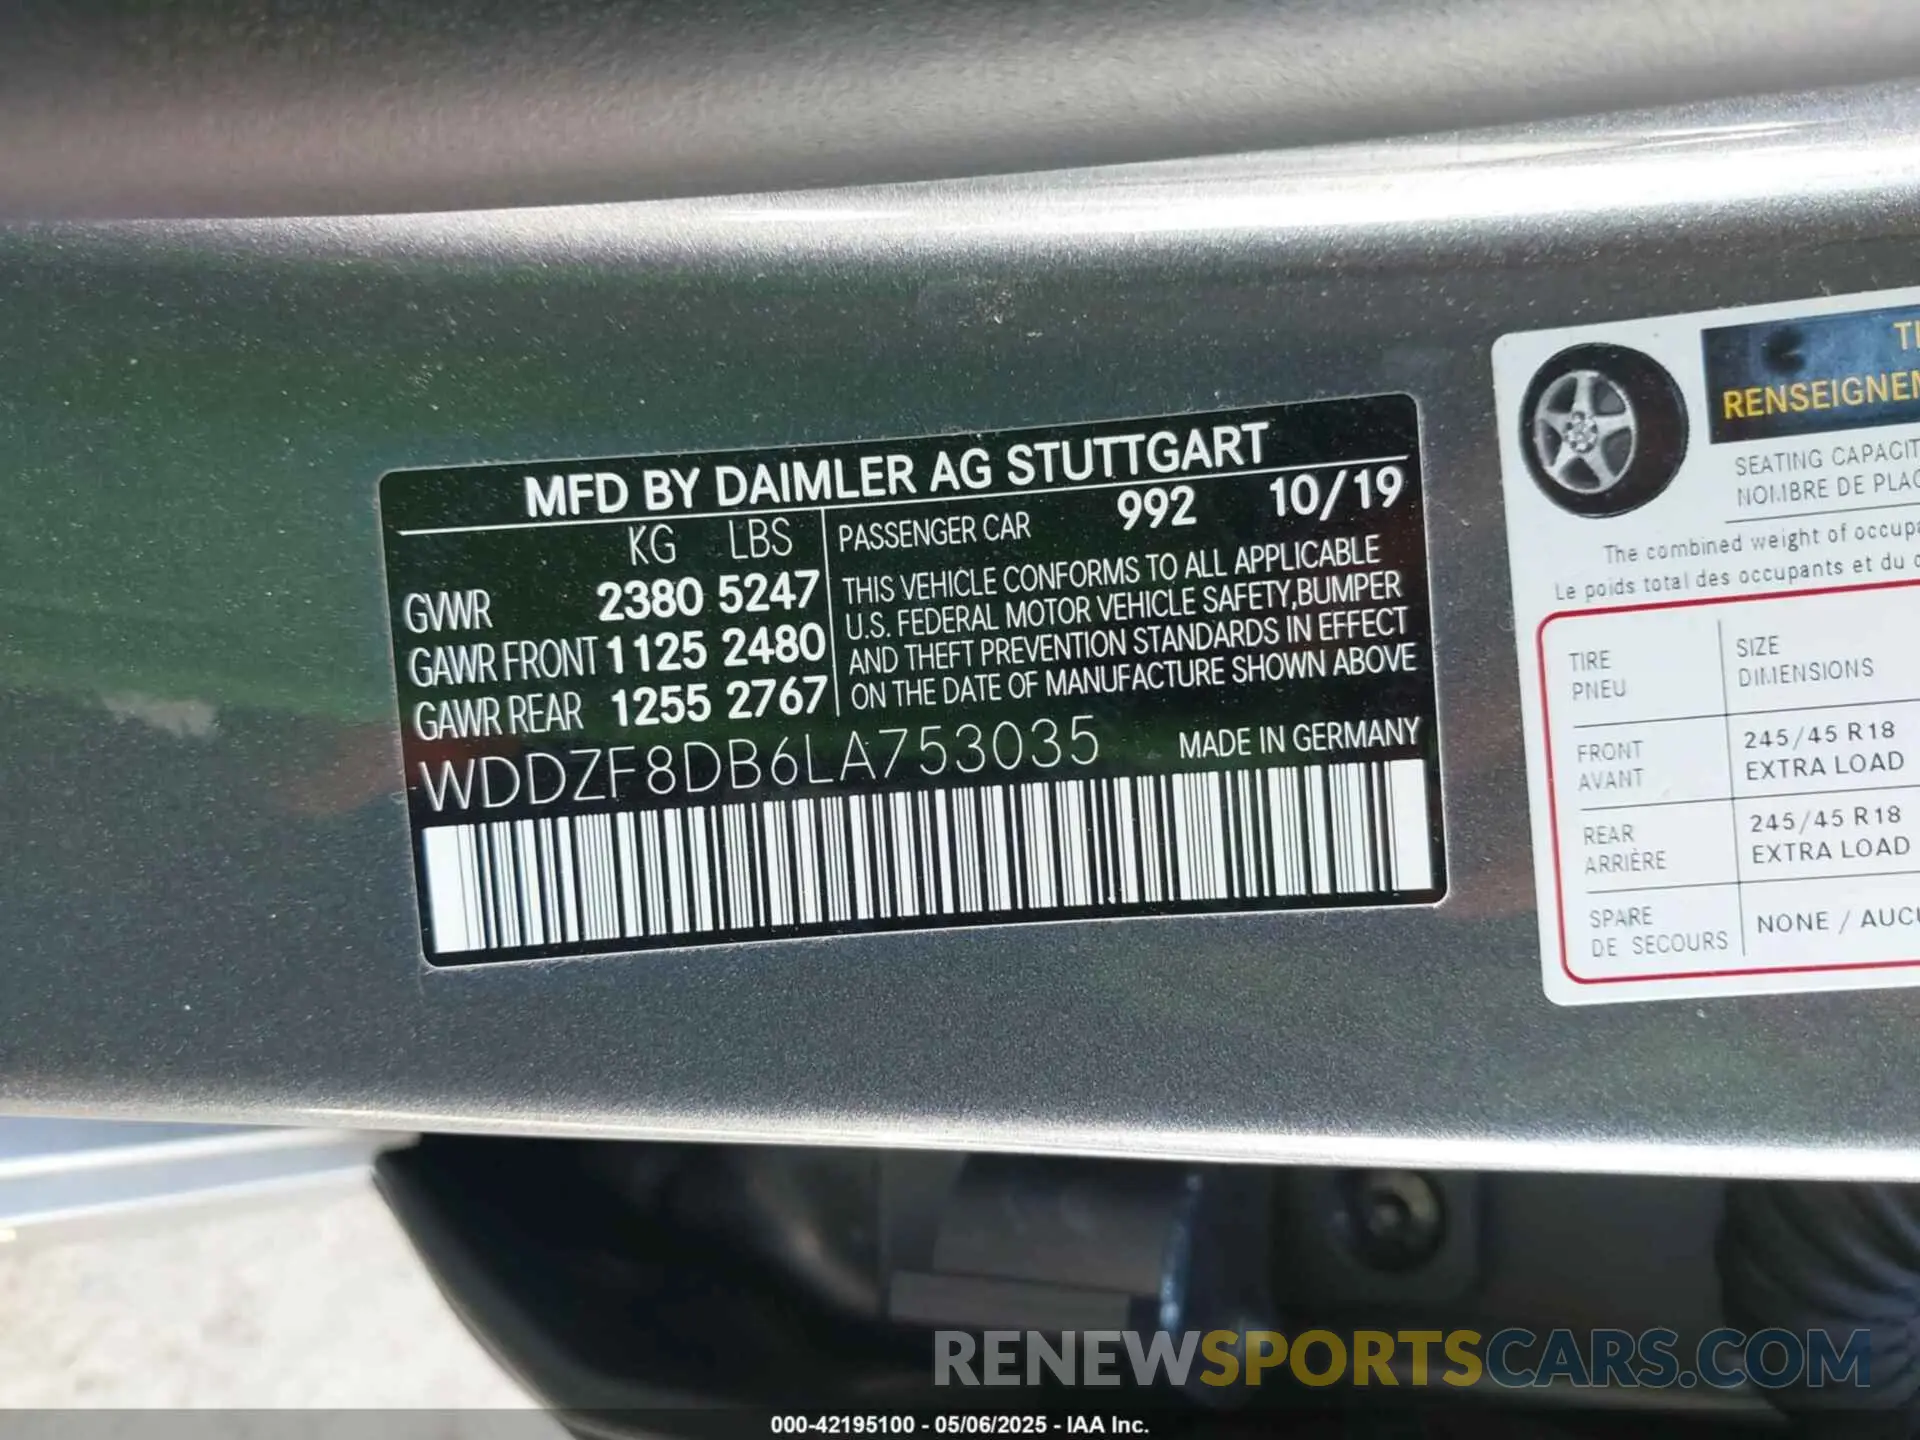 MFD BY DAIMLER AG STUTTGART
KG LBS
GVWR 2380 5247
GAWR FRONT 1125 2480
GAWR REAR 1255 2767
PASSENGER CAR 992 10/19
THIS VEHICLE CONFORMS TO ALL APPLICABLE
U.S. FEDERAL MOTOR VEHICLE SAFETY,BUMPER
AND THEFT PREVENTION STANDARDS IN EFFECT
ON THE DATE OF MANUFACTURE SHOWN ABOVE
WDDZF8DB6LA753035 MADE IN GERMANY
SEATING
NOMBRE DE
The combined weight of
Le poids total des occupants et du
TIRE
PNEU
SIZE
DIMENSIONS
FRONT
AVANT
245/45 R18
EXTRA LOAD
REAR
ARRIÈRE
245/45 R18
EXTRA LOAD
SPARE
DE SECOURS
NONE /
RENEWSPORTSCARS.COM
000-42195100 - 05/06/2025 - IAA Inc.